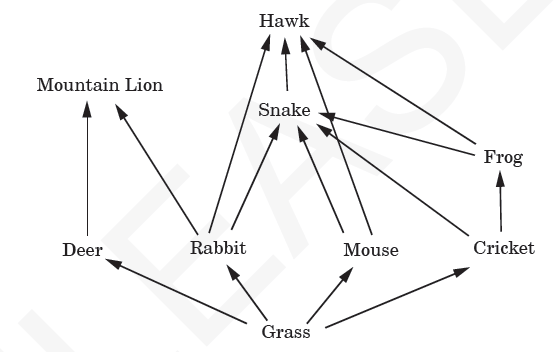 Hawk
Mountain Lion
Snake
Frog
Deer
Rabbit
Mouse
Cricket
Grass